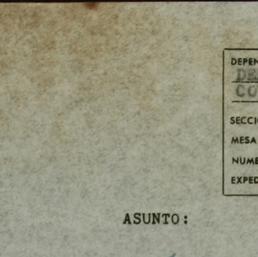 DEPEN
DE
CO
SECCI
MESA
NUME
EXPED
ASUNTO: